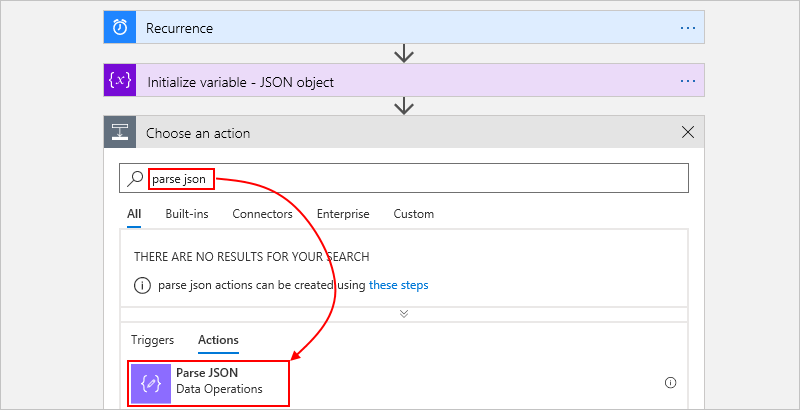 Recurrence
...
{x} Initialize variable - JSON object
...
Choose an action
parse json
All Built-ins Connectors Enterprise Custom
THERE ARE NO RESULTS FOR YOUR SEARCH
parse json actions can be created using these steps
Triggers Actions
Parse JSON
Data Operations